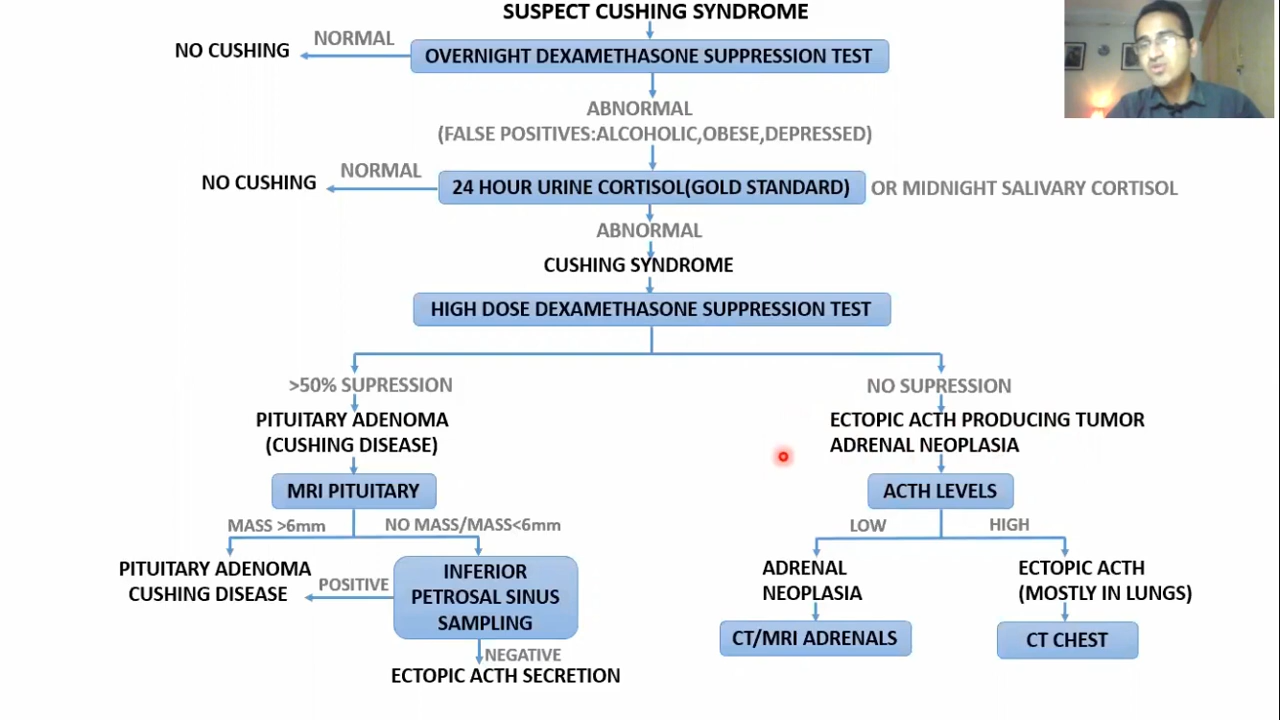 SUSPECT CUSHING SYNDROME
NO CUSHING
NORMAL
OVERNIGHT DEXAMETHASONE SUPPRESSION TEST
ABNORMAL
(FALSE POSITIVES:ALCOHOLIC,OBESE,DEPRESSED)
NO CUSHING
NORMAL
24 HOUR URINE CORTISOL(GOLD STANDARD)
OR MIDNIGHT SALIVARY CORTISOL
ABNORMAL
CUSHING SYNDROME
HIGH DOSE DEXAMETHASONE SUPPRESSION TEST
>50% SUPRESSION
PITUITARY ADENOMA
(CUSHING DISEASE)
MRI PITUITARY
MASS >6mm
NO MASS/MASS<6mm
PITUITARY ADENOMA
CUSHING DISEASE
POSITIVE
INFERIOR
PETROSAL SINUS
SAMPLING
NEGATIVE
ECTOPIC ACTH SECRETION
NO SUPRESSION
ECTOPIC ACTH PRODUCING TUMOR
ADRENAL NEOPLASIA
ACTH LEVELS
LOW
HIGH
ADRENAL
NEOPLASIA
CT/MRI ADRENALS
ECTOPIC ACTH
(MOSTLY IN LUNGS)
CT CHEST